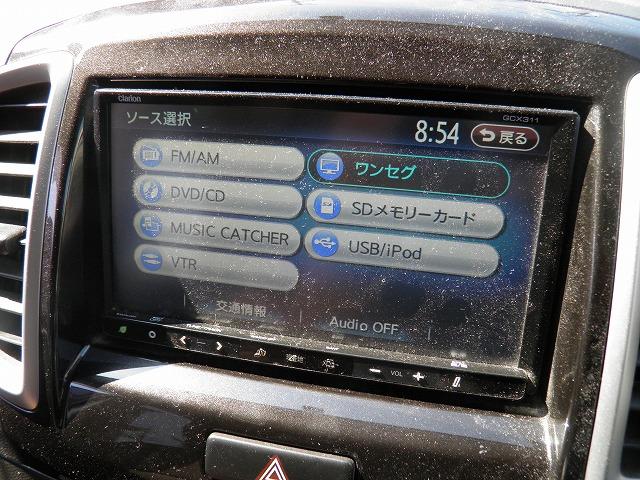 Clarion
GCX311
ソース選択
8:54
戻る
FM/AM
ワンセグ
DVD/CD
SDメモリーカード
MUSIC CATCHER
USB/iPod
VTR
交通情報
Audio OFF
VOL